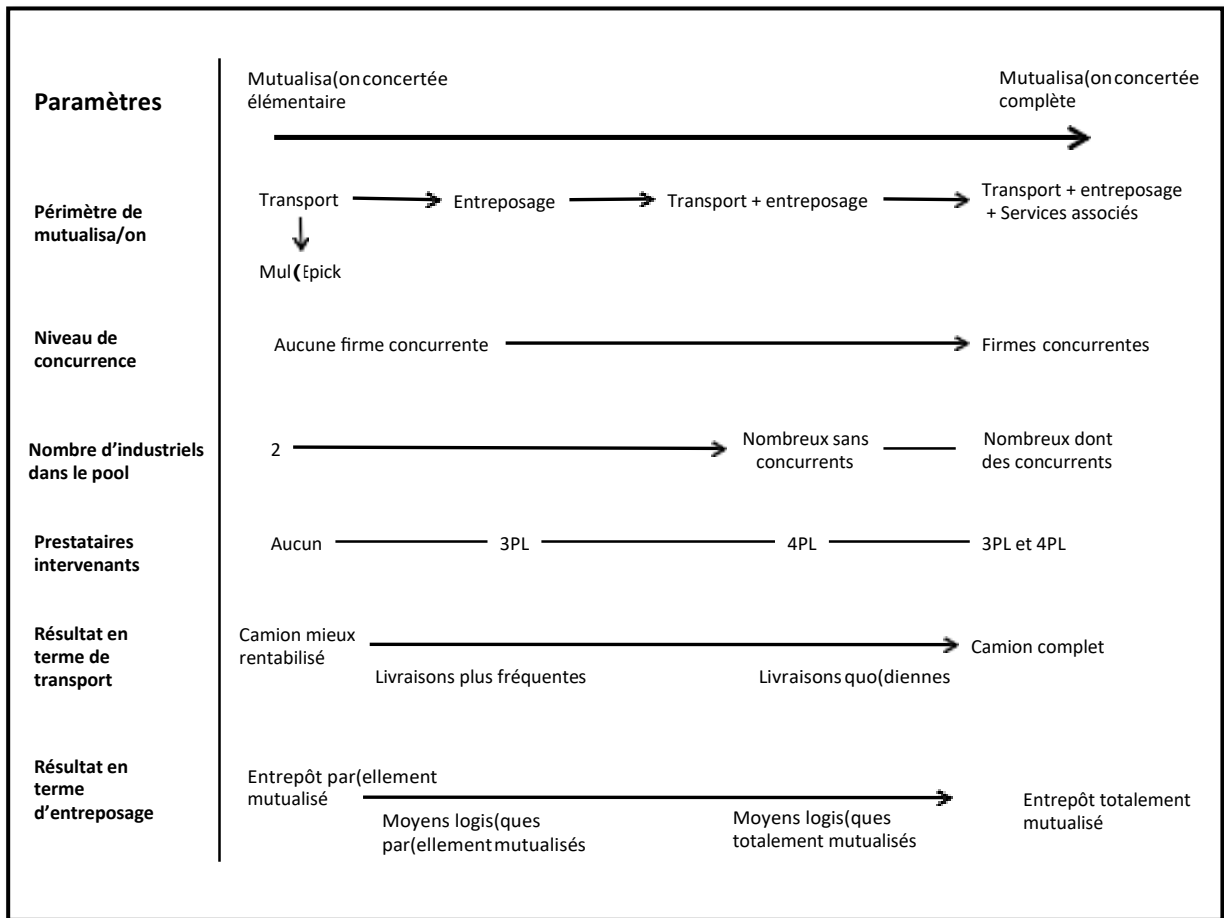 Mutualisa(on concertée
élémentaire
Mutualisa(on concertée
complète
Paramètres
Périmètre de
mutualisa/on
Transport
Entreposage
Transport + entreposage
Transport + entreposage
+ Services associés
Mul(pick
Niveau de
concurrence
Aucune firme concurrente
Firmes concurrentes
Nombre d’industriels
dans le pool
2
Nombreux sans
concurrents
Nombreux dont
des concurrents
Prestataires
intervenants
Aucun
3PL
4PL
3PL et 4PL
Résultat en
terme de
transport
Camion mieux
rentabilisé
Camion complet
Livraisons plus fréquentes
Livraisons quo(diennes
Résultat en
terme
d’entreposage
Entrepôt par(ellement
mutualisé
Moyens logis(ques
par(ellement mutualisés
Moyens logis(ques
totalement mutualisés
Entrepôt totalement
mutualisé